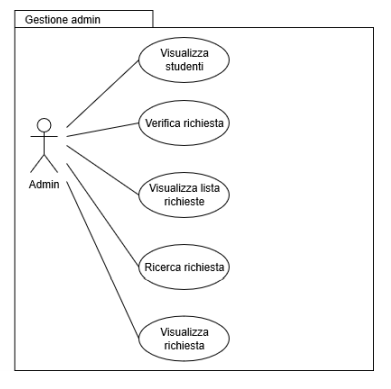 Gestione admin
Visualizza
studenti
Verifica richiesta
Admin
Visualizza lista
richieste
Ricerca richiesta
Visualizza
richiesta